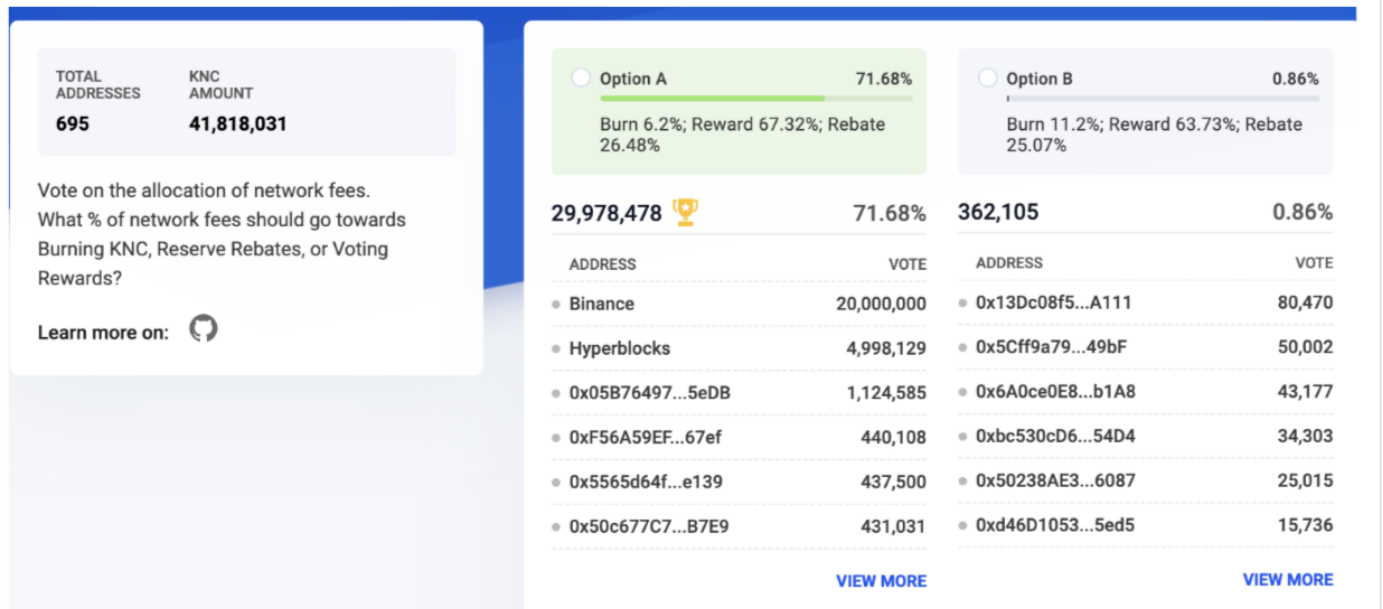 TOTAL ADDRESSES
695
KNC AMOUNT
41,818,031
Vote on the allocation of network fees.
What % of network fees should go towards
Burning KNC, Reserve Rebates, or Voting
Rewards?
Learn more on:
Option A 71.68%
Burn 6.2%; Reward 67.32%; Rebate
26.48%
29,978,478 71.68%
ADDRESS VOTE
Binance 20,000,000
Hyperblocks 4,998,129
0x05B76497...5eDB 1,124,585
0xF56A59EF...67ef 440,108
0x5565d64f...e139 437,500
0x50c677C7...B7E9 431,031
VIEW MORE
Option B 0.86%
Burn 11.2%; Reward 63.73%; Rebate
25.07%
362,105 0.86%
ADDRESS VOTE
0x13Dc08f5...A111 80,470
0x5Cff9a79...49bF 50,002
0x6A0ce0E8...b1A8 43,177
0xbc530cD6...54D4 34,303
0x50238AE3...6087 25,015
0xd46D1053...5ed5 15,736
VIEW MORE